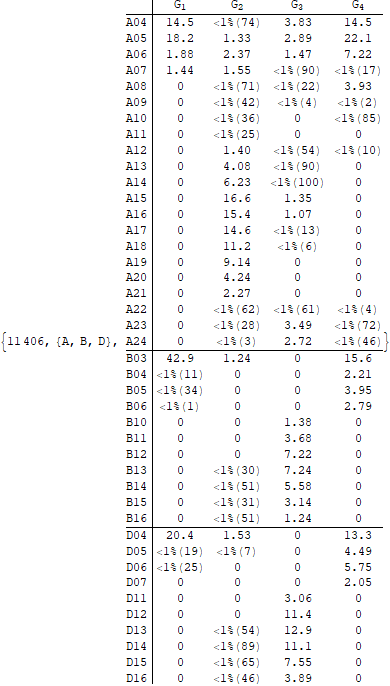 G1 G2 G3 G4
A04 14.5 <1%(74) 3.83 14.5
A05 18.2 1.33 2.89 22.1
A06 1.88 2.37 1.47 7.22
A07 1.44 1.55 <1%(90) <1%(17)
A08 0 <1%(71) <1%(22) 3.93
A09 0 <1%(42) <1%(4) <1%(2)
A10 0 <1%(36) 0 <1%(85)
A11 0 <1%(25) 0 0
A12 0 1.40 <1%(54) <1%(10)
A13 0 4.08 <1%(90) 0
A14 0 6.23 <1%(100) 0
A15 0 16.6 1.35 0
A16 0 15.4 1.07 0
A17 0 14.6 <1%(13) 0
A18 0 11.2 <1%(6) 0
A19 0 9.14 0 0
A20 0 4.24 0 0
A21 0 2.27 0 0
A22 0 <1%(62) <1%(61) <1%(4)
A23 0 <1%(28) 3.49 <1%(72)
{11406, {A, B, D}, A24 0 <1%(3) 2.72 <1%(46)}
B03 42.9 1.24 0 15.6
B04 <1%(11) 0 0 2.21
B05 <1%(34) 0 0 3.95
B06 <1%(1) 0 0 2.79
B10 0 0 1.38 0
B11 0 0 3.68 0
B12 0 0 7.22 0
B13 0 <1%(30) 7.24 0
B14 0 <1%(51) 5.58 0
B15 0 <1%(31) 3.14 0
B16 0 <1%(51) 1.24 0
D04 20.4 1.53 0 13.3
D05 <1%(19) <1%(7) 0 4.49
D06 <1%(25) 0 0 5.75
D07 0 0 0 2.05
D11 0 0 3.06 0
D12 0 0 11.4 0
D13 0 <1%(54) 12.9 0
D14 0 <1%(89) 11.1 0
D15 0 <1%(65) 7.55 0
D16 0 <1%(46) 3.89 0